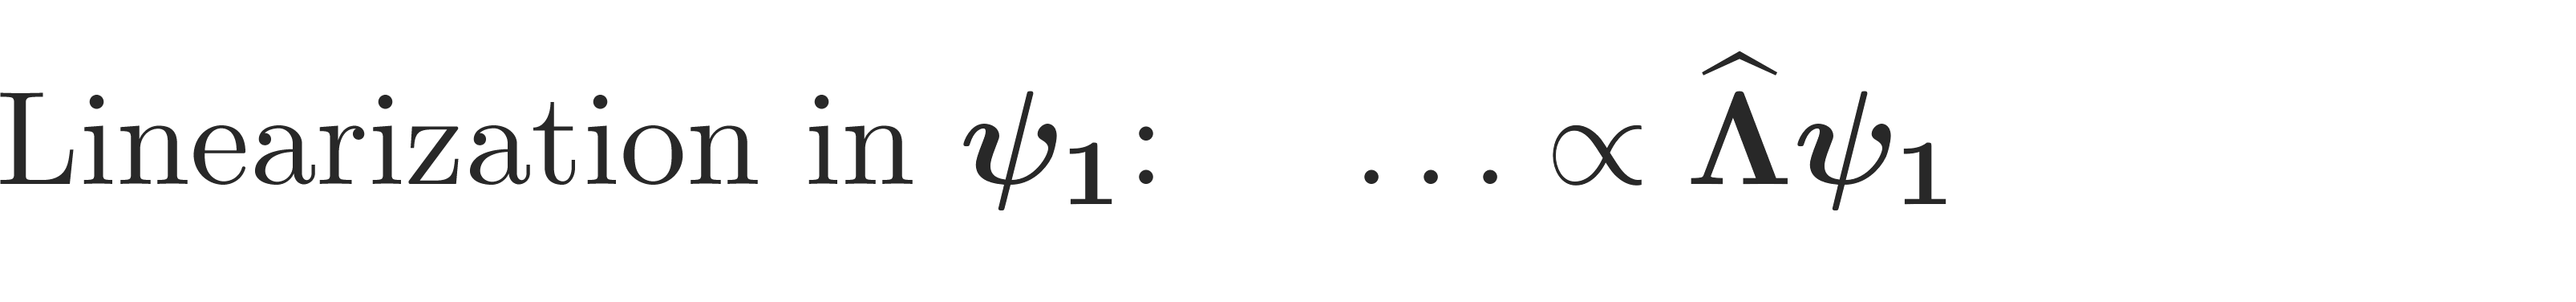 Linearization in 𝝍₁: … ∝ Λ̂𝝍₁